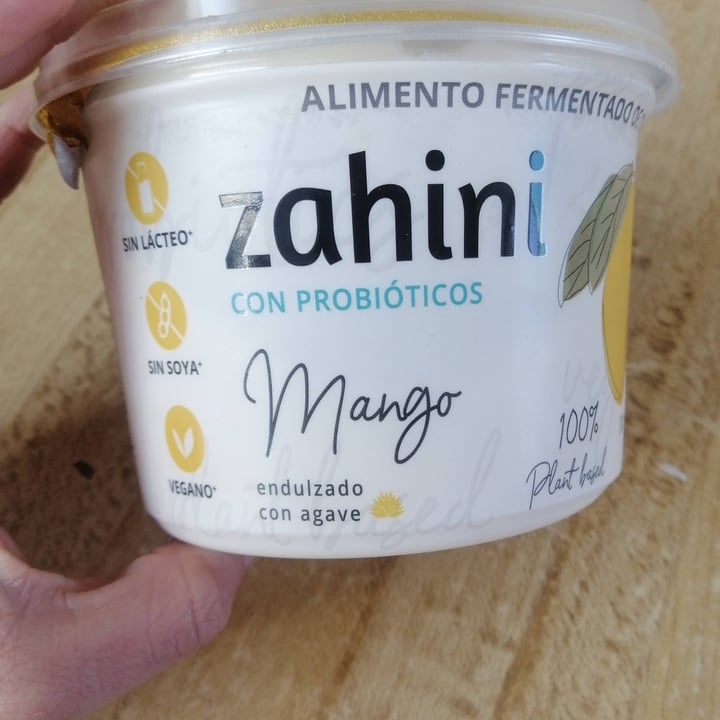 ALIMENTO FERMENTADO
zahini
CON PROBIÓTICOS
SIN LÁCTEO+
SIN SOYA+
VEGANO+
Mango
endulzado
con agave
100%
Plant based